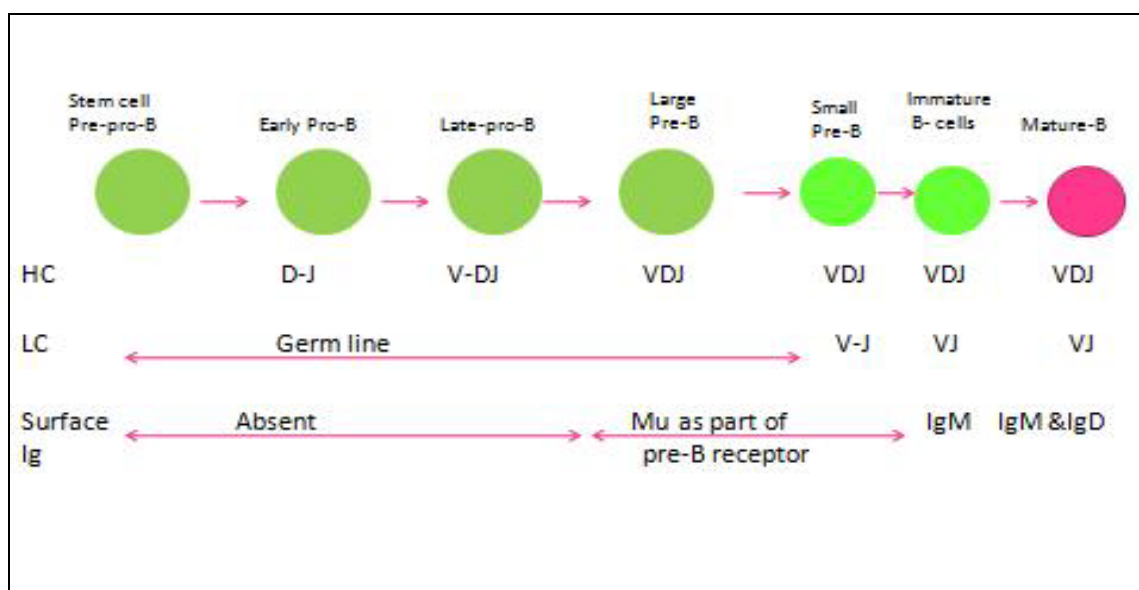 Stem cell
Pre-pro-B
Early Pro-B
Late-pro-B
Large
Pre-B
Small
Pre-B
Immature
B- cells
Mature-B
HC D-J V-DJ VDJ VDJ VDJ VDJ
LC Germ line V-J VJ VJ
Surface Absent Mu as part of IgM IgM &IgD
Ig pre-B receptor